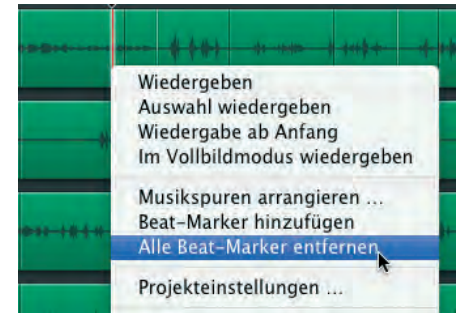 Wiedergeben
Auswahl wiedergeben
Wiedergabe ab Anfang
Im Vollbildmodus wiedergeben
Musikspuren arrangieren ...
Beat-Marker hinzufügen
Alle Beat-Marker entfernen
Projekteinstellungen ...